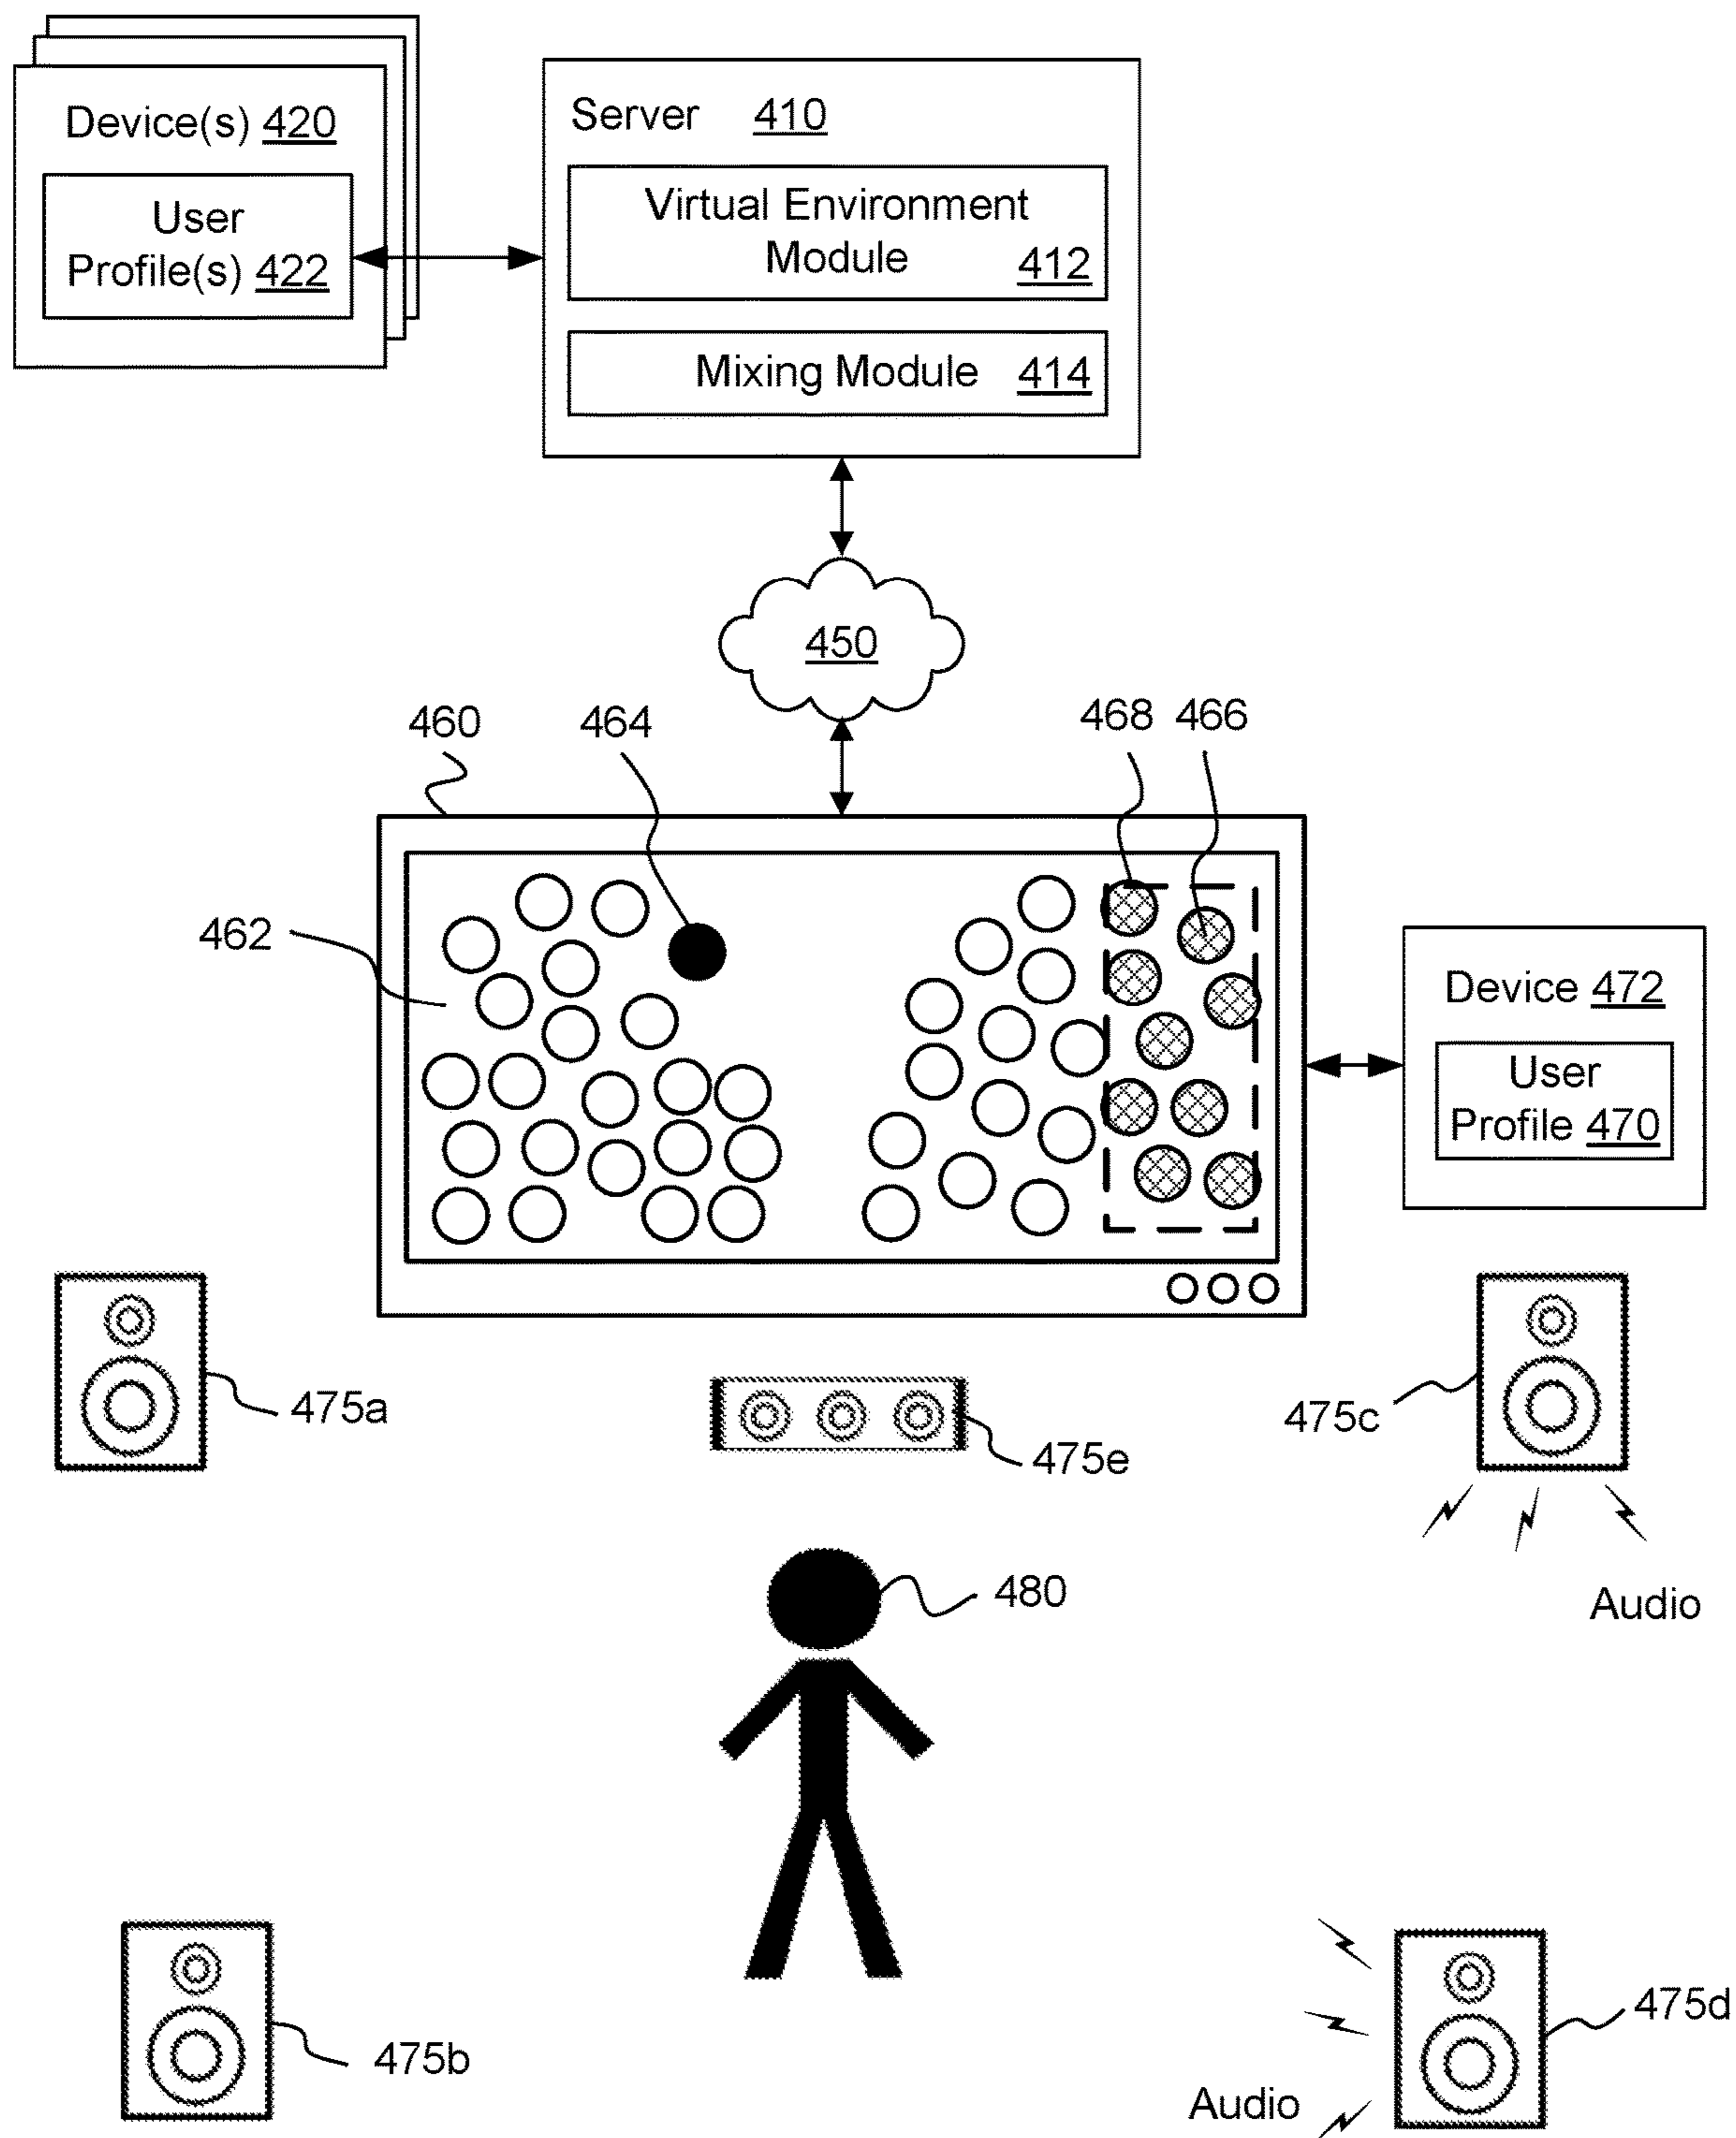 Device(s) 420
User
Profile(s) 422
Server 410
Virtual Environment
Module 412
Mixing Module 414
450
460
464
468
466
462
Device 472
User
Profile 470
475a
475e
475c
Audio
480
475b
475d
Audio